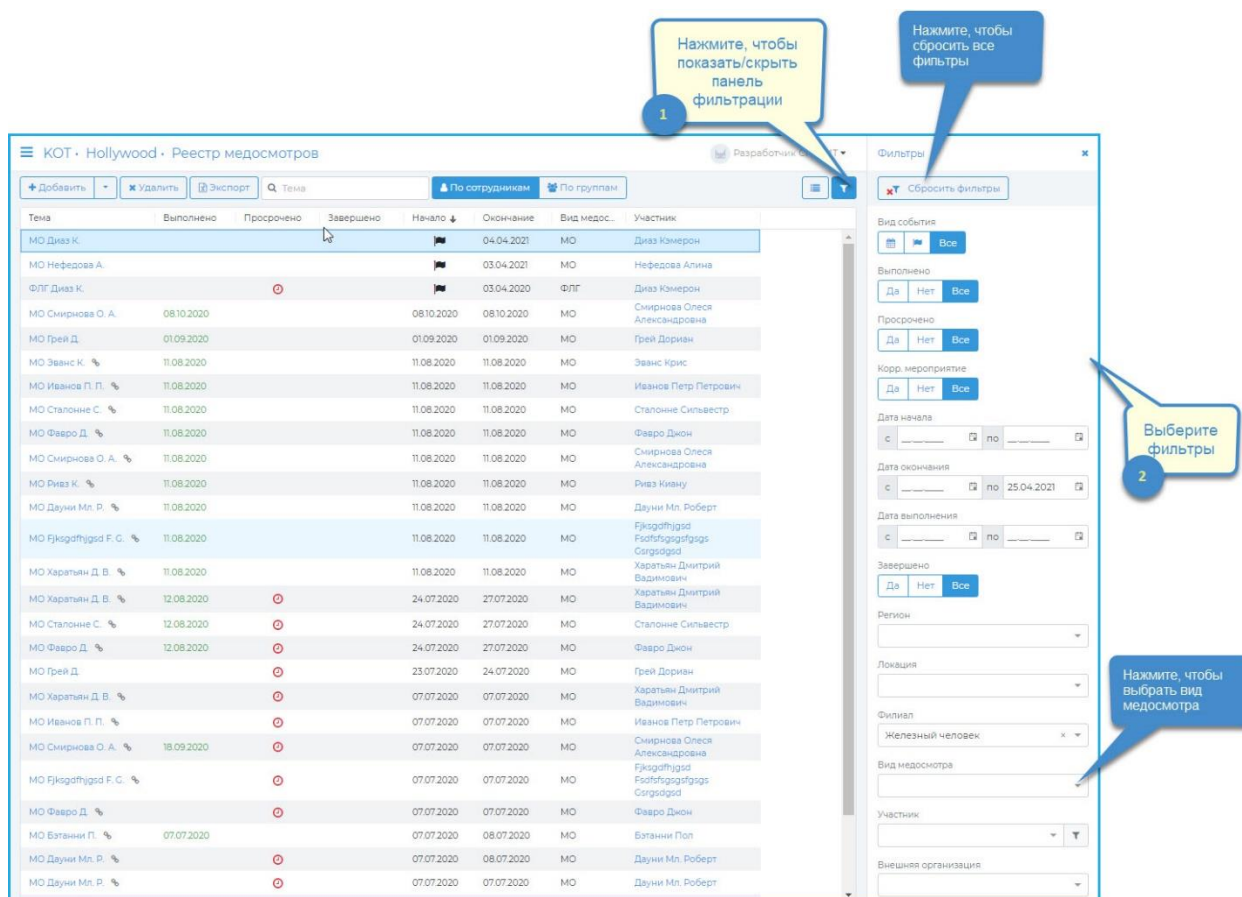 Нажмите, чтобы
показать/скрыть
панель
фильтрации
1
Нажмите, чтобы
сбросить все
фильтры
КОТ · Hollywood · Реестр медосмотров
Разработчик
Фильтры
Добавить Удалить Экспорт Тема По сотрудникам По группам
Сбросить фильтры
Тема Выполнено Просрочено Завершено Начало Окончание Вид медос... Участник
МО Диаз К. 04.04.2021 МО Диаз Кэмерон
МО Нефедова А. 03.04.2021 МО Нефедова Алина
ФЛГ Диаз К. 03.04.2020 ФЛГ Диаз Кэмерон
МО Смирнова О. А. 08.10.2020 08.10.2020 08.10.2020 МО Смирнова Олеся
Александровна
МО Грей Д. 01.09.2020 01.09.2020 01.09.2020 МО Грей Дориан
МО Эванс К. 11.08.2020 11.08.2020 11.08.2020 МО Эванс Крис
МО Иванов П. П. 11.08.2020 11.08.2020 11.08.2020 МО Иванов Петр Петрович
МО Сталонне С. 11.08.2020 11.08.2020 11.08.2020 МО Сталонне Сильвестр
МО Фавро Д. 11.08.2020 11.08.2020 11.08.2020 МО Фавро Джон
МО Смирнова О. А. 11.08.2020 11.08.2020 11.08.2020 МО Смирнова Олеся
Александровна
МО Ривз К. 11.08.2020 11.08.2020 11.08.2020 МО Ривз Киану
МО Дауни Мл. Р. 11.08.2020 11.08.2020 11.08.2020 МО Дауни Мл. Роберт
МО Fjksgdfhjgsd F. G. 11.08.2020 11.08.2020 11.08.2020 МО Fjksgdfhjgsd
Fsdfsfsgsgsfgsgs
Gsrgsdgsd
МО Харатьян Д. В. 11.08.2020 11.08.2020 11.08.2020 МО Харатьян Дмитрий
Вадимович
МО Харатьян Д. В. 12.08.2020 24.07.2020 27.07.2020 МО Харатьян Дмитрий
Вадимович
МО Сталонне С. 12.08.2020 24.07.2020 27.07.2020 МО Сталонне Сильвестр
МО Фавро Д. 12.08.2020 24.07.2020 27.07.2020 МО Фавро Джон
МО Грей Д. 23.07.2020 24.07.2020 МО Грей Дориан
МО Харатьян Д. В. 07.07.2020 07.07.2020 МО Харатьян Дмитрий
Вадимович
МО Иванов П. П. 07.07.2020 07.07.2020 МО Иванов Петр Петрович
МО Смирнова О. А. 18.09.2020 07.07.2020 07.07.2020 МО Смирнова Олеся
Александровна
МО Fjksgdfhjgsd F. G. 07.07.2020 07.07.2020 МО Fjksgdfhjgsd
Fsdfsfsgsgsfgsgs
Gsrgsdgsd
МО Фавро Д. 07.07.2020 07.07.2020 МО Фавро Джон
МО Бэтанни П. 07.07.2020 07.07.2020 08.07.2020 МО Бэтанни Пол
МО Дауни Мл. Р. 07.07.2020 08.07.2020 МО Дауни Мл. Роберт
МО Дауни Мл. Р. 07.07.2020 07.07.2020 МО Дауни Мл. Роберт
Вид события
Все
Выполнено
Да Нет Все
Просрочено
Да Нет Все
Корр. мероприятие
Да Нет Все
Дата начала
с __.__.____ по __.__.____
Дата окончания
с __.__.____ по 25.04.2021
Дата выполнения
с __.__.____ по __.__.____
Завершено
Да Нет Все
Регион
Локация
Филиал
Железный человек
Вид медосмотра
Участник
Внешняя организация
Выберите
фильтры
2
Нажмите, чтобы
выбрать вид
медосмотра